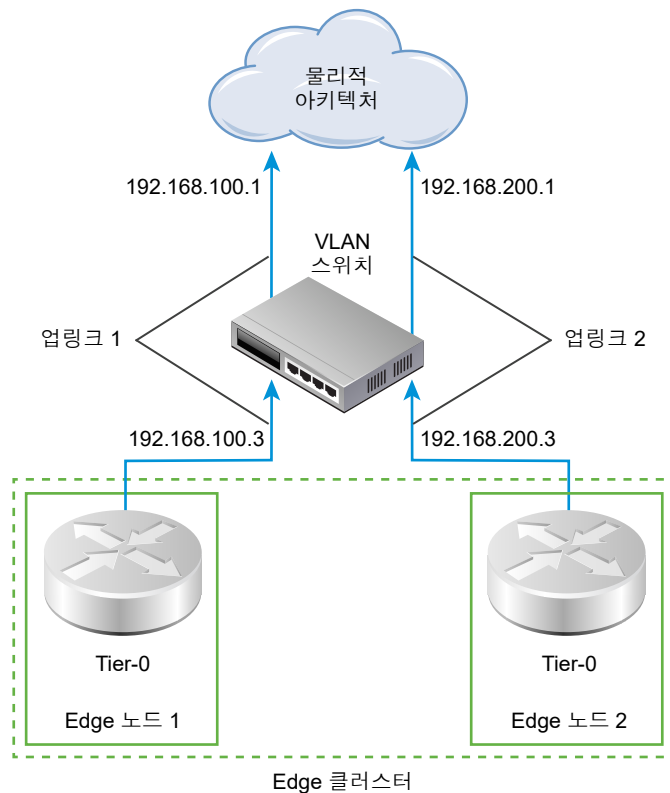 물리적
아키텍처
192.168.100.1
192.168.200.1
VLAN
스위치
업링크 1
업링크 2
192.168.100.3
192.168.200.3
Tier-0
Tier-0
Edge 노드 1
Edge 노드 2
Edge 클러스터